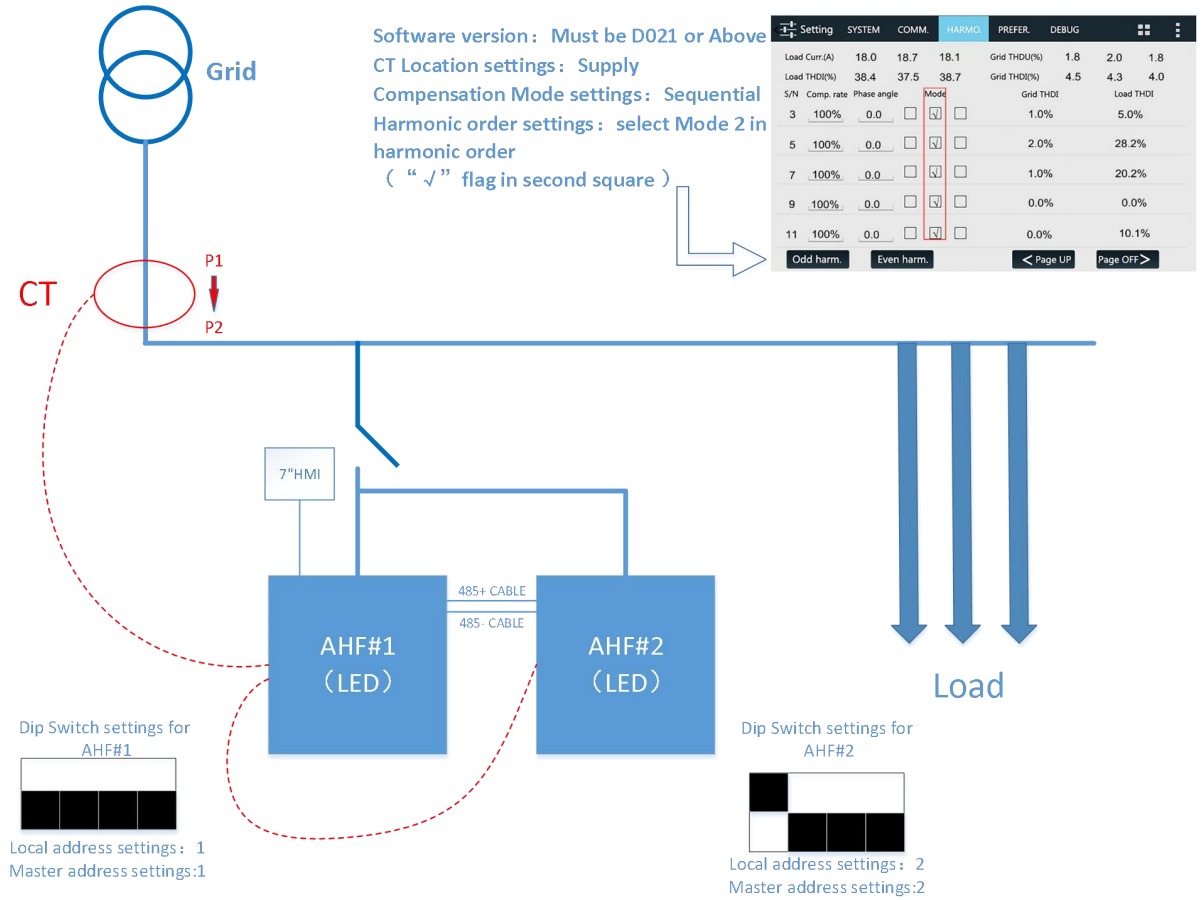 Grid
Software version：Must be D021 or Above
CT Location settings：Supply
Compensation Mode settings：Sequential
Harmonic order settings：select Mode 2 in
harmonic order
（“√”flag in second square）
Setting SYSTEM COMM. HARMO. PREFER. DEBUG
Load Curr.(A) 18.0 18.7 18.1 Grid THDU(%) 1.8 2.0 1.8
Load THDI(%) 38.4 37.5 38.7 Grid THDI(%) 4.5 4.3 4.0
S/N Comp. rate Phase angle Mode Grid THDI Load THDI
3 100% 0.0 √ 1.0% 5.0%
5 100% 0.0 √ 2.0% 28.2%
7 100% 0.0 √ 1.0% 20.2%
9 100% 0.0 √ 0.0% 0.0%
11 100% 0.0 √ 0.0% 10.1%
Odd harm. Even harm. < Page UP Page OFF >
CT
P1
P2
7"HMI
485+ CABLE
485- CABLE
AHF#1
（LED）
AHF#2
（LED）
Load
Dip Switch settings for
AHF#1
Local address settings：1
Master address settings:1
Dip Switch settings for
AHF#2
Local address settings：2
Master address settings:2